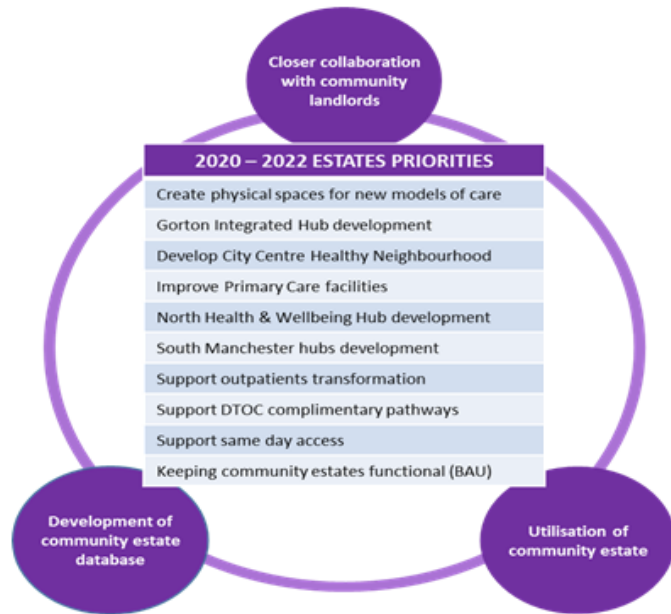 Closer collaboration
with community
landlords
2020 – 2022 ESTATES PRIORITIES
Create physical spaces for new models of care
Gorton Integrated Hub development
Develop City Centre Healthy Neighbourhood
Improve Primary Care facilities
North Health & Wellbeing Hub development
South Manchester hubs development
Support outpatients transformation
Support DTOC complimentary pathways
Support same day access
Keeping community estates functional (BAU)
Development of
community estate
database
Utilisation of
community estate